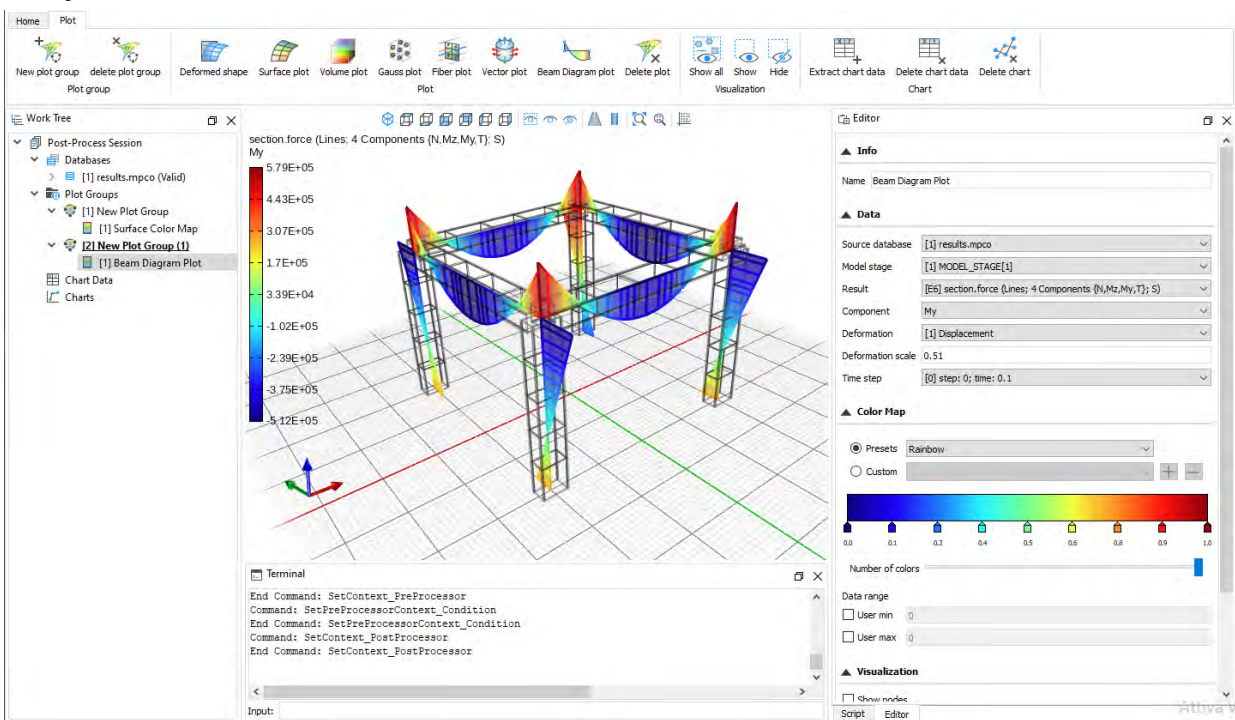 Home Plot
New plot group delete plot group Deformed shape Surface plot Volume plot Gauss plot Fiber plot Vector plot Beam Diagram plot Delete plot Show all Show Hide Extract chart data Delete chart data Delete chart
Plot group Plot Visualization Chart
Work Tree
Post-Process Session
Databases
[1] results.mpco (Valid)
Plot Groups
[1] New Plot Group
[1] Surface Color Map
[2] New Plot Group (1)
[1] Beam Diagram Plot
Chart Data
Charts
section.force (Lines; 4 Components {N,Mz,My,T}; S)
My
5.79E+05
4.43E+05
3.07E+05
1.7E+05
3.39E+04
-1.02E+05
-2.39E+05
-3.75E+05
-5.12E+05
Terminal
End Command: SetContext_PreProcessor
Command: SetPreProcessorContext_Condition
End Command: SetPreProcessorContext_Condition
Command: SetContext_PostProcessor
End Command: SetContext_PostProcessor
Input:
Editor
Info
Name Beam Diagram Plot
Data
Source database [1] results.mpco
Model stage [1] MODEL_STAGE[1]
Result [E6] section.force (Lines; 4 Components {N,Mz,My,T}; S)
Component My
Deformation [1] Displacement
Deformation scale 0.51
Time step [0] step: 0; time: 0.1
Color Map
Presets Rainbow
Custom
0.0 0.1 0.3 0.4 0.5 0.6 0.8 0.9 1.0
Number of colors
Data range
User min 0
User max 0
Visualization
Show nodes
Script Editor
Attiva